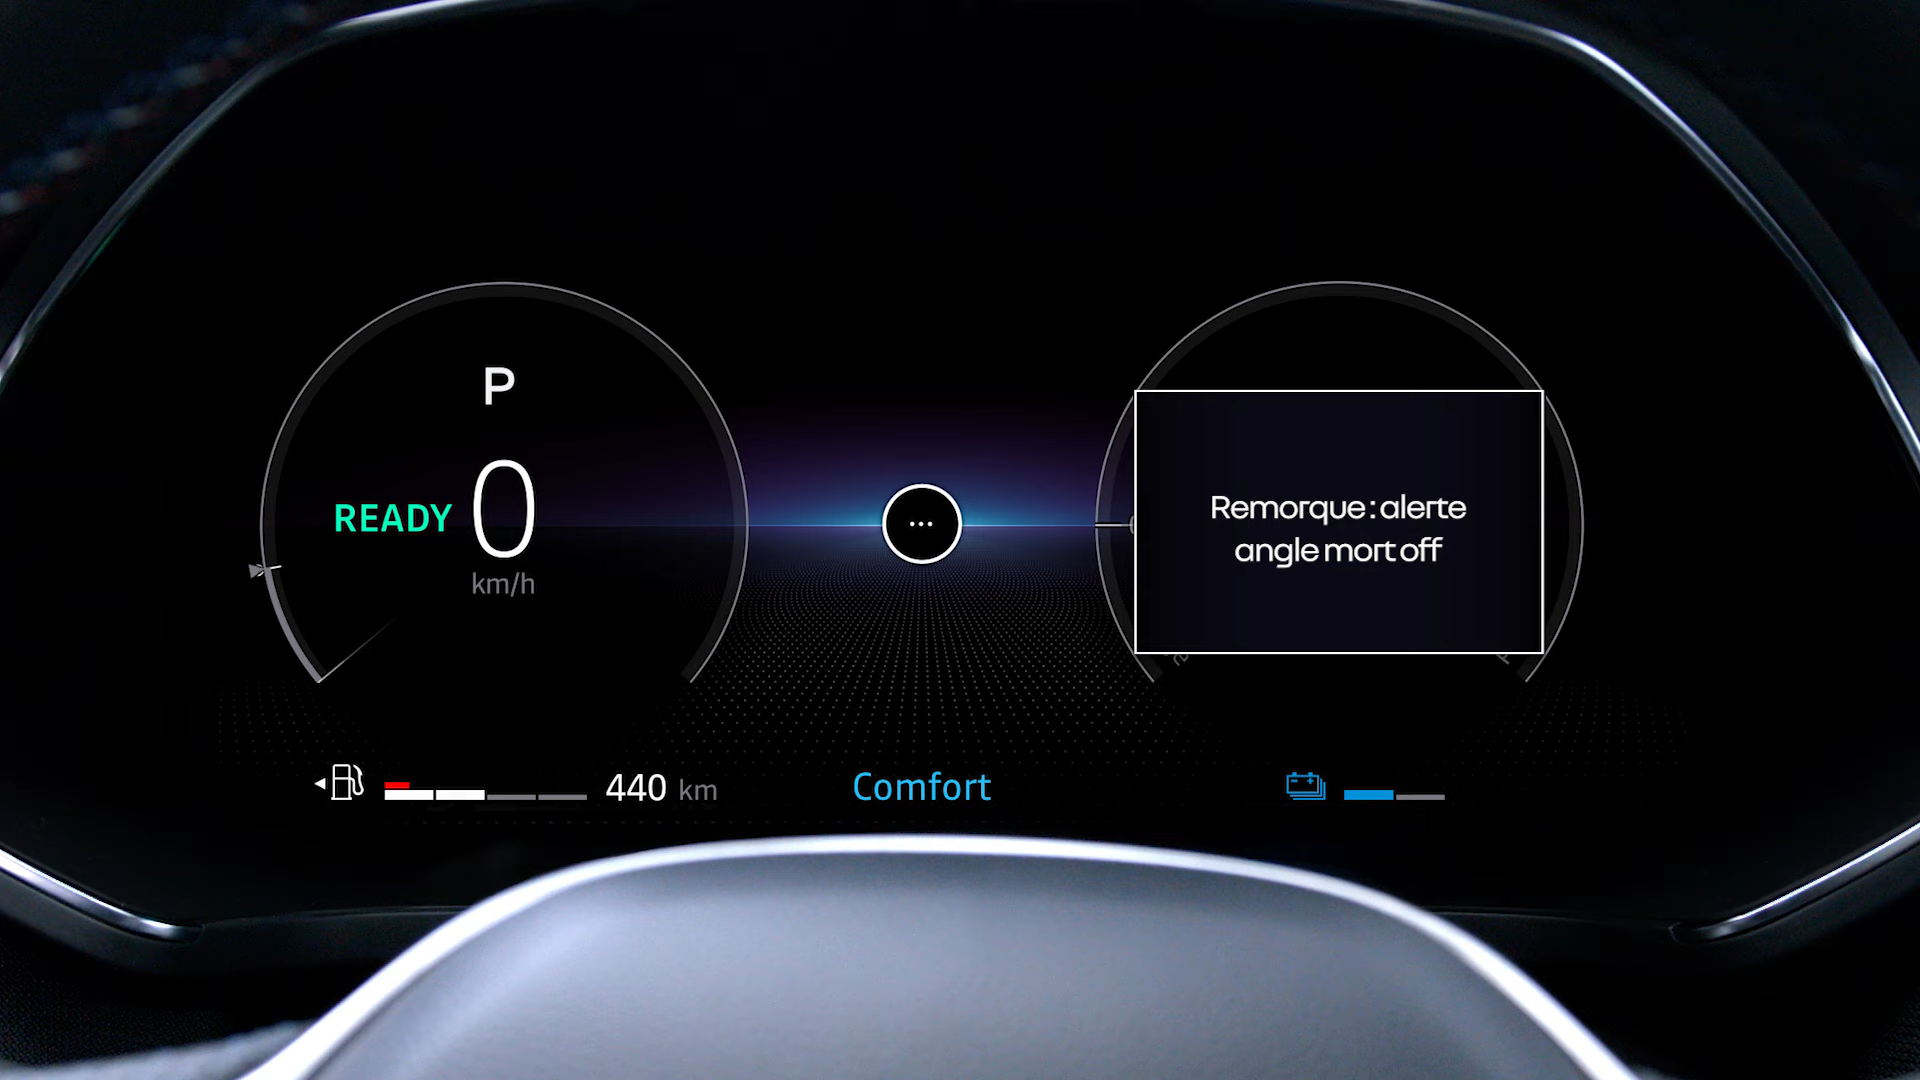 P
READY
0
km/h
...
Remorque : alerte
angle mort off
440 km
Comfort